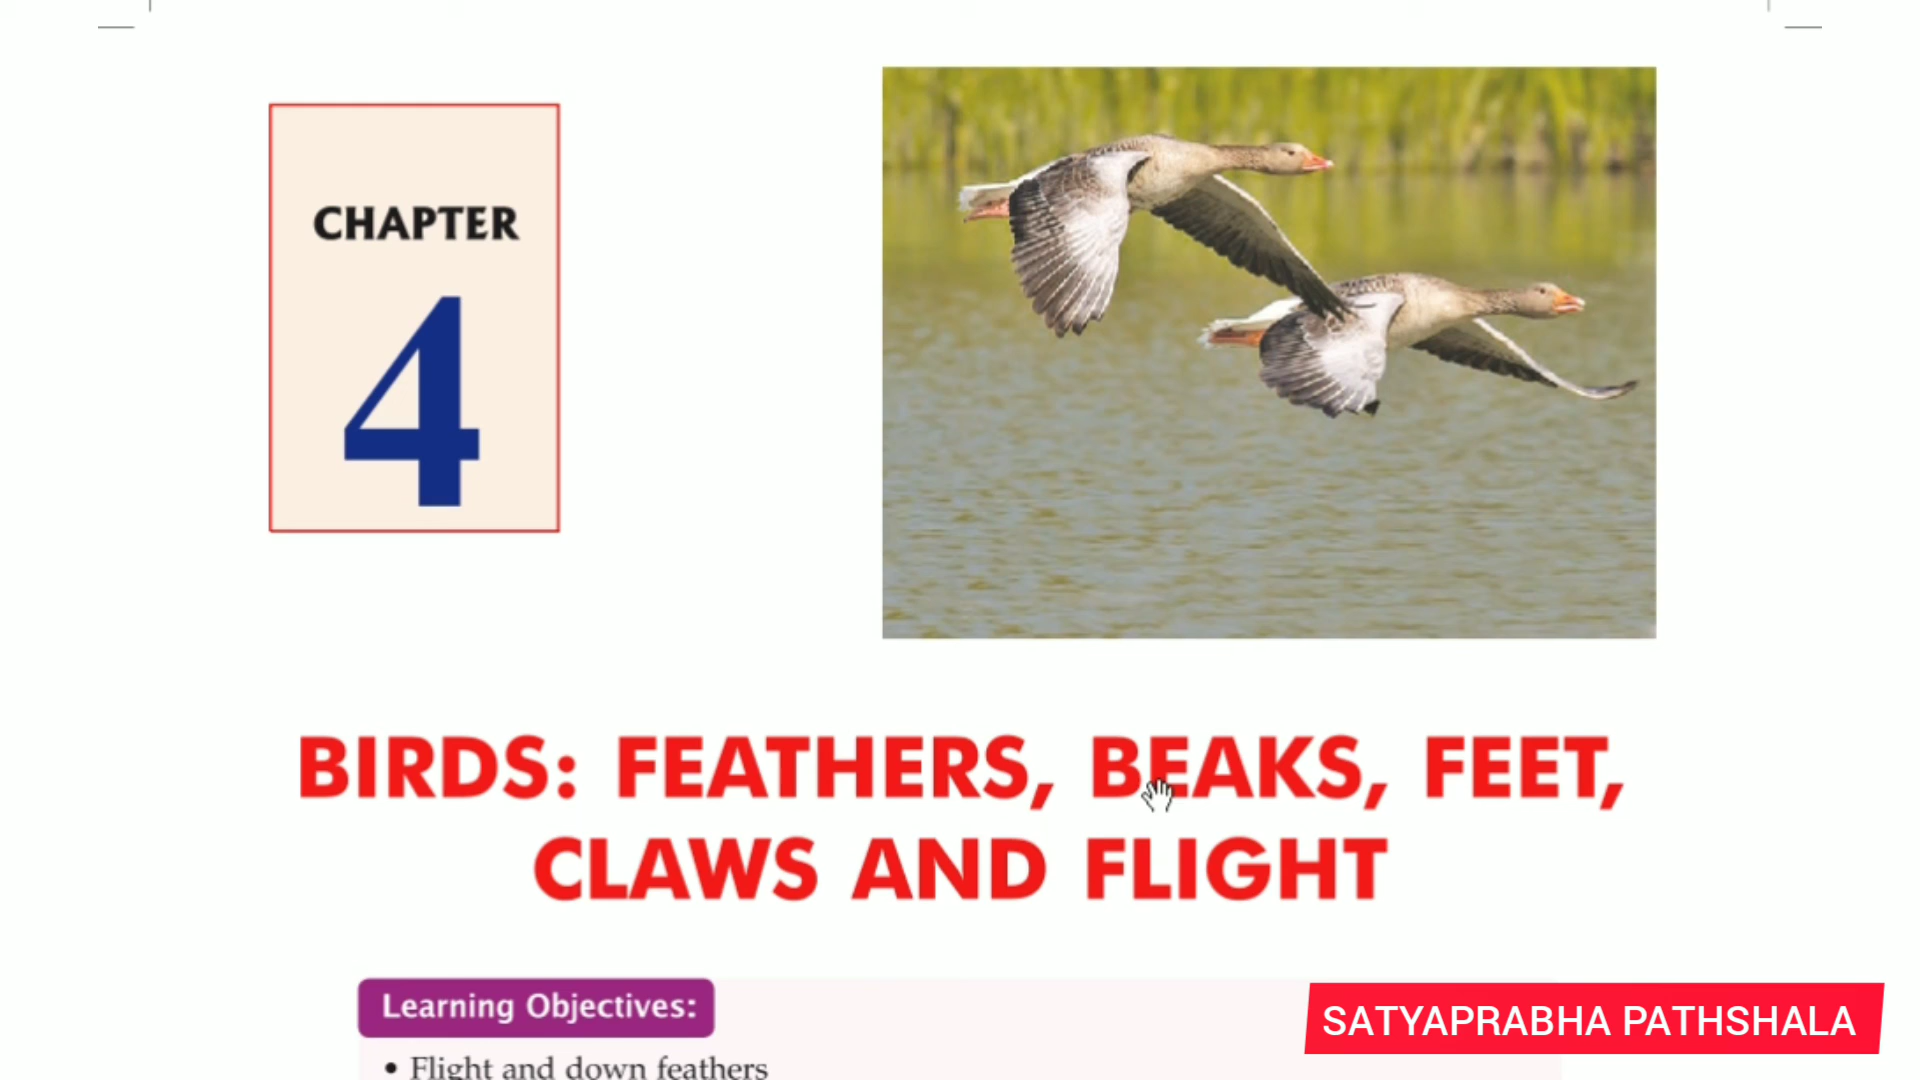 CHAPTER
4
BIRDS: FEATHERS, BEAKS, FEET,
CLAWS AND FLIGHT
Learning Objectives:
• Flight and down feathers
SATYAPRABHA PATHSHALA